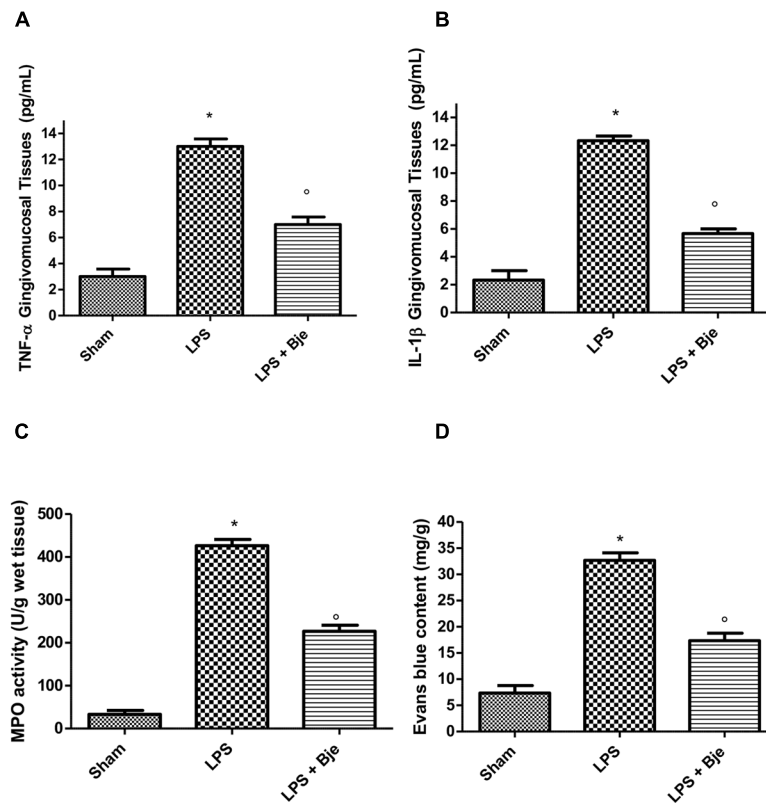 A
TNF-α Gingivomucosal Tissues (pg/mL)
14
12
10
8
6
4
2
0
*
°
Sham
LPS
LPS + Bje
B
IL-1β Gingivomucosal Tissues (pg/mL)
14
12
10
8
6
4
2
0
*
°
Sham
LPS
LPS + Bje
C
MPO activity (U/g wet tissue)
500
400
300
200
100
0
*
°
Sham
LPS
LPS + Bje
D
Evans blue content (mg/g)
40
35
30
25
20
15
10
5
0
*
°
Sham
LPS
LPS + Bje